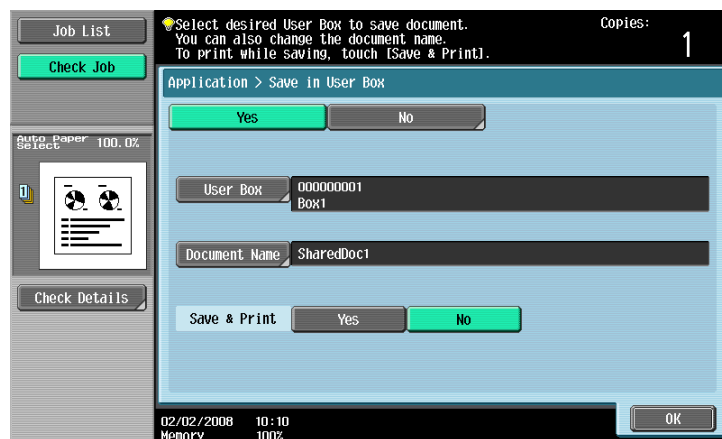 Job List
Check Job
Select desired User Box to save document.
You can also change the document name.
To print while saving, touch [Save & Print].
Copies:
1
Application > Save in User Box
Yes
No
Auto Paper
Select
100.0%
1
User Box
000000001
Box1
Document Name
SharedDoc1
Check Details
Save & Print
Yes
No
OK
02/02/2008 10:10
Memory 100%